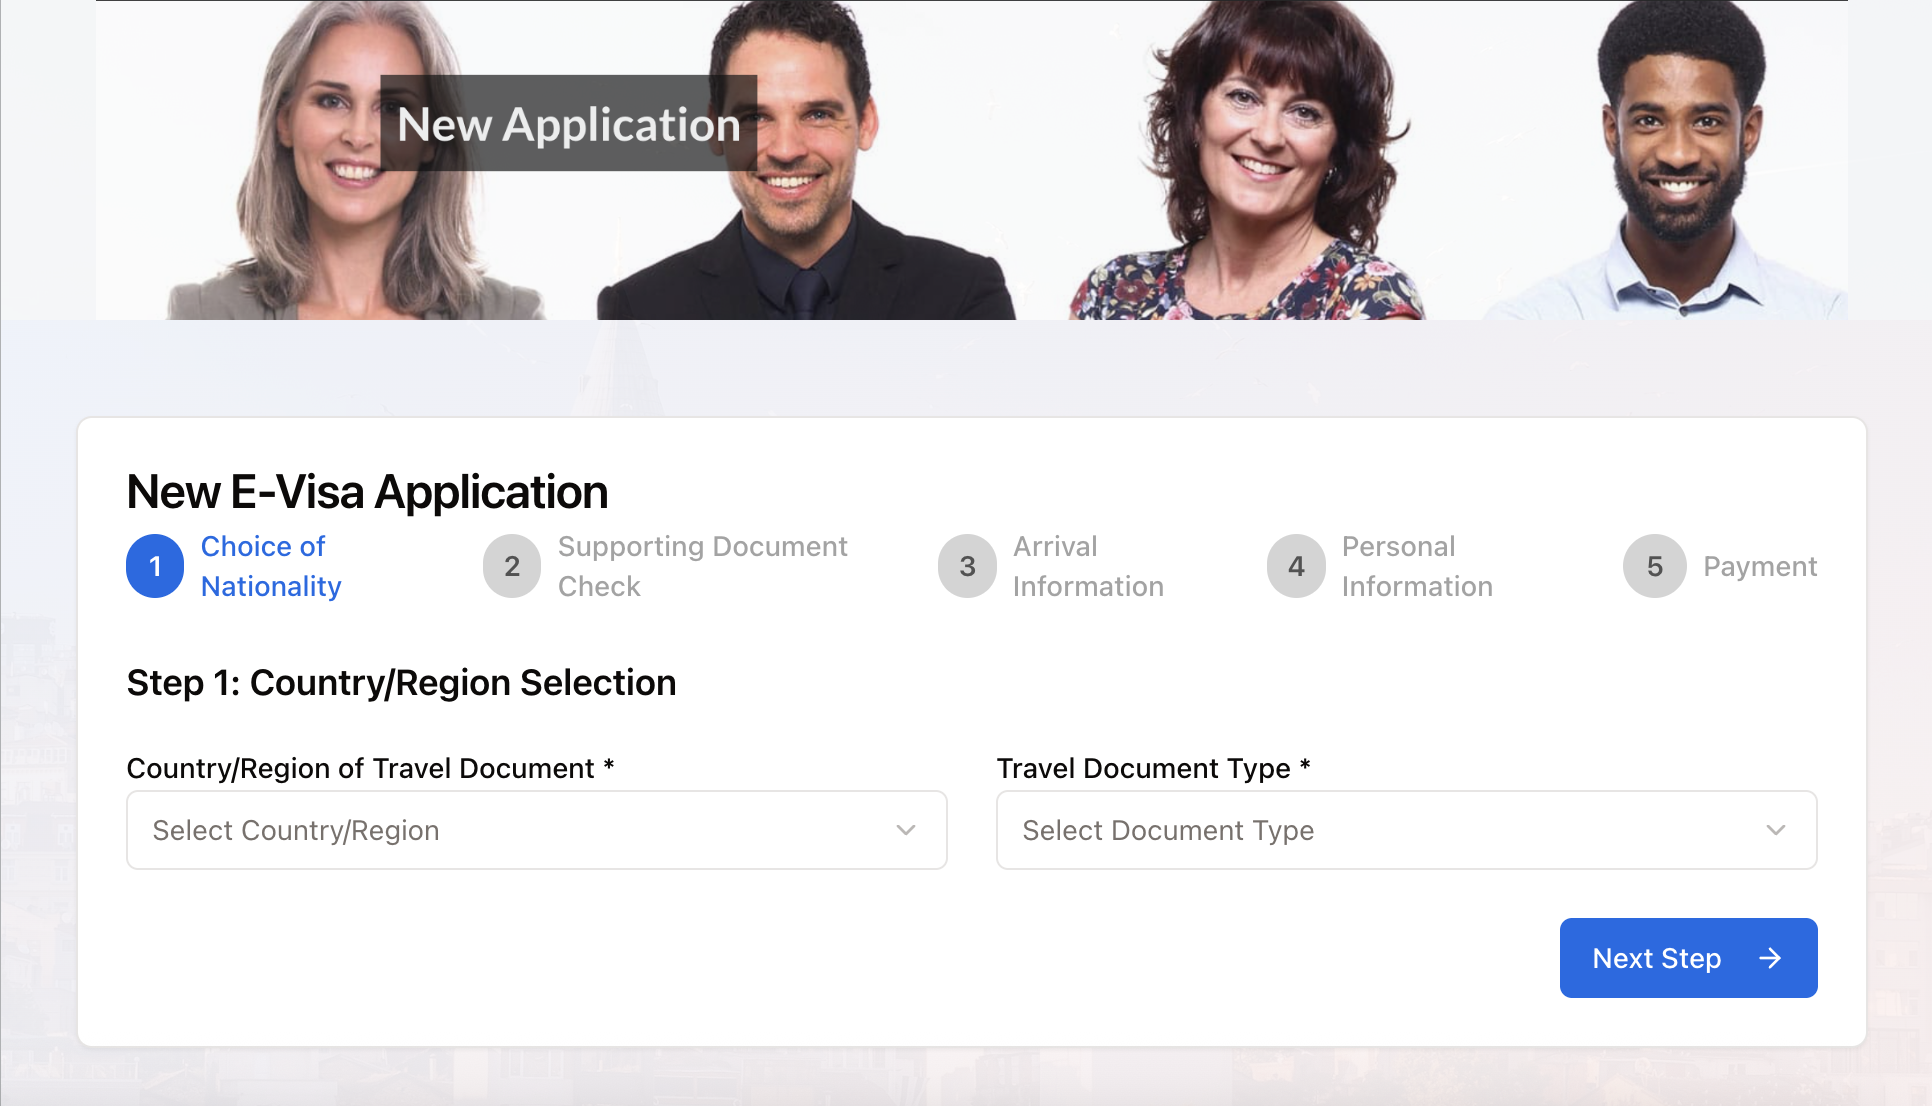 New Application
New E-Visa Application
1
Choice of
Nationality
2
Supporting Document
Check
3
Arrival
Information
4
Personal
Information
5
Payment
Step 1: Country/Region Selection
Country/Region of Travel Document *
Select Country/Region
Travel Document Type *
Select Document Type
Next Step →